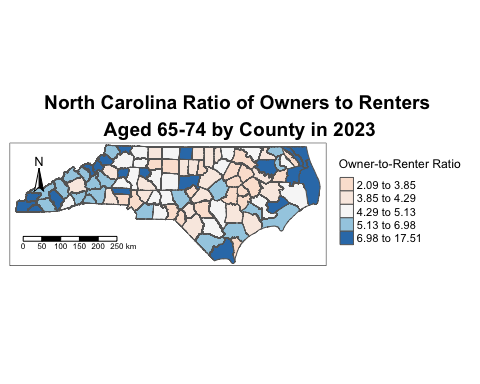 North Carolina Ratio of Owners to Renters
Aged 65-74 by County in 2023
N
0 50 100 150 200 250 km
Owner-to-Renter Ratio
2.09 to 3.85
3.85 to 4.29
4.29 to 5.13
5.13 to 6.98
6.98 to 17.51